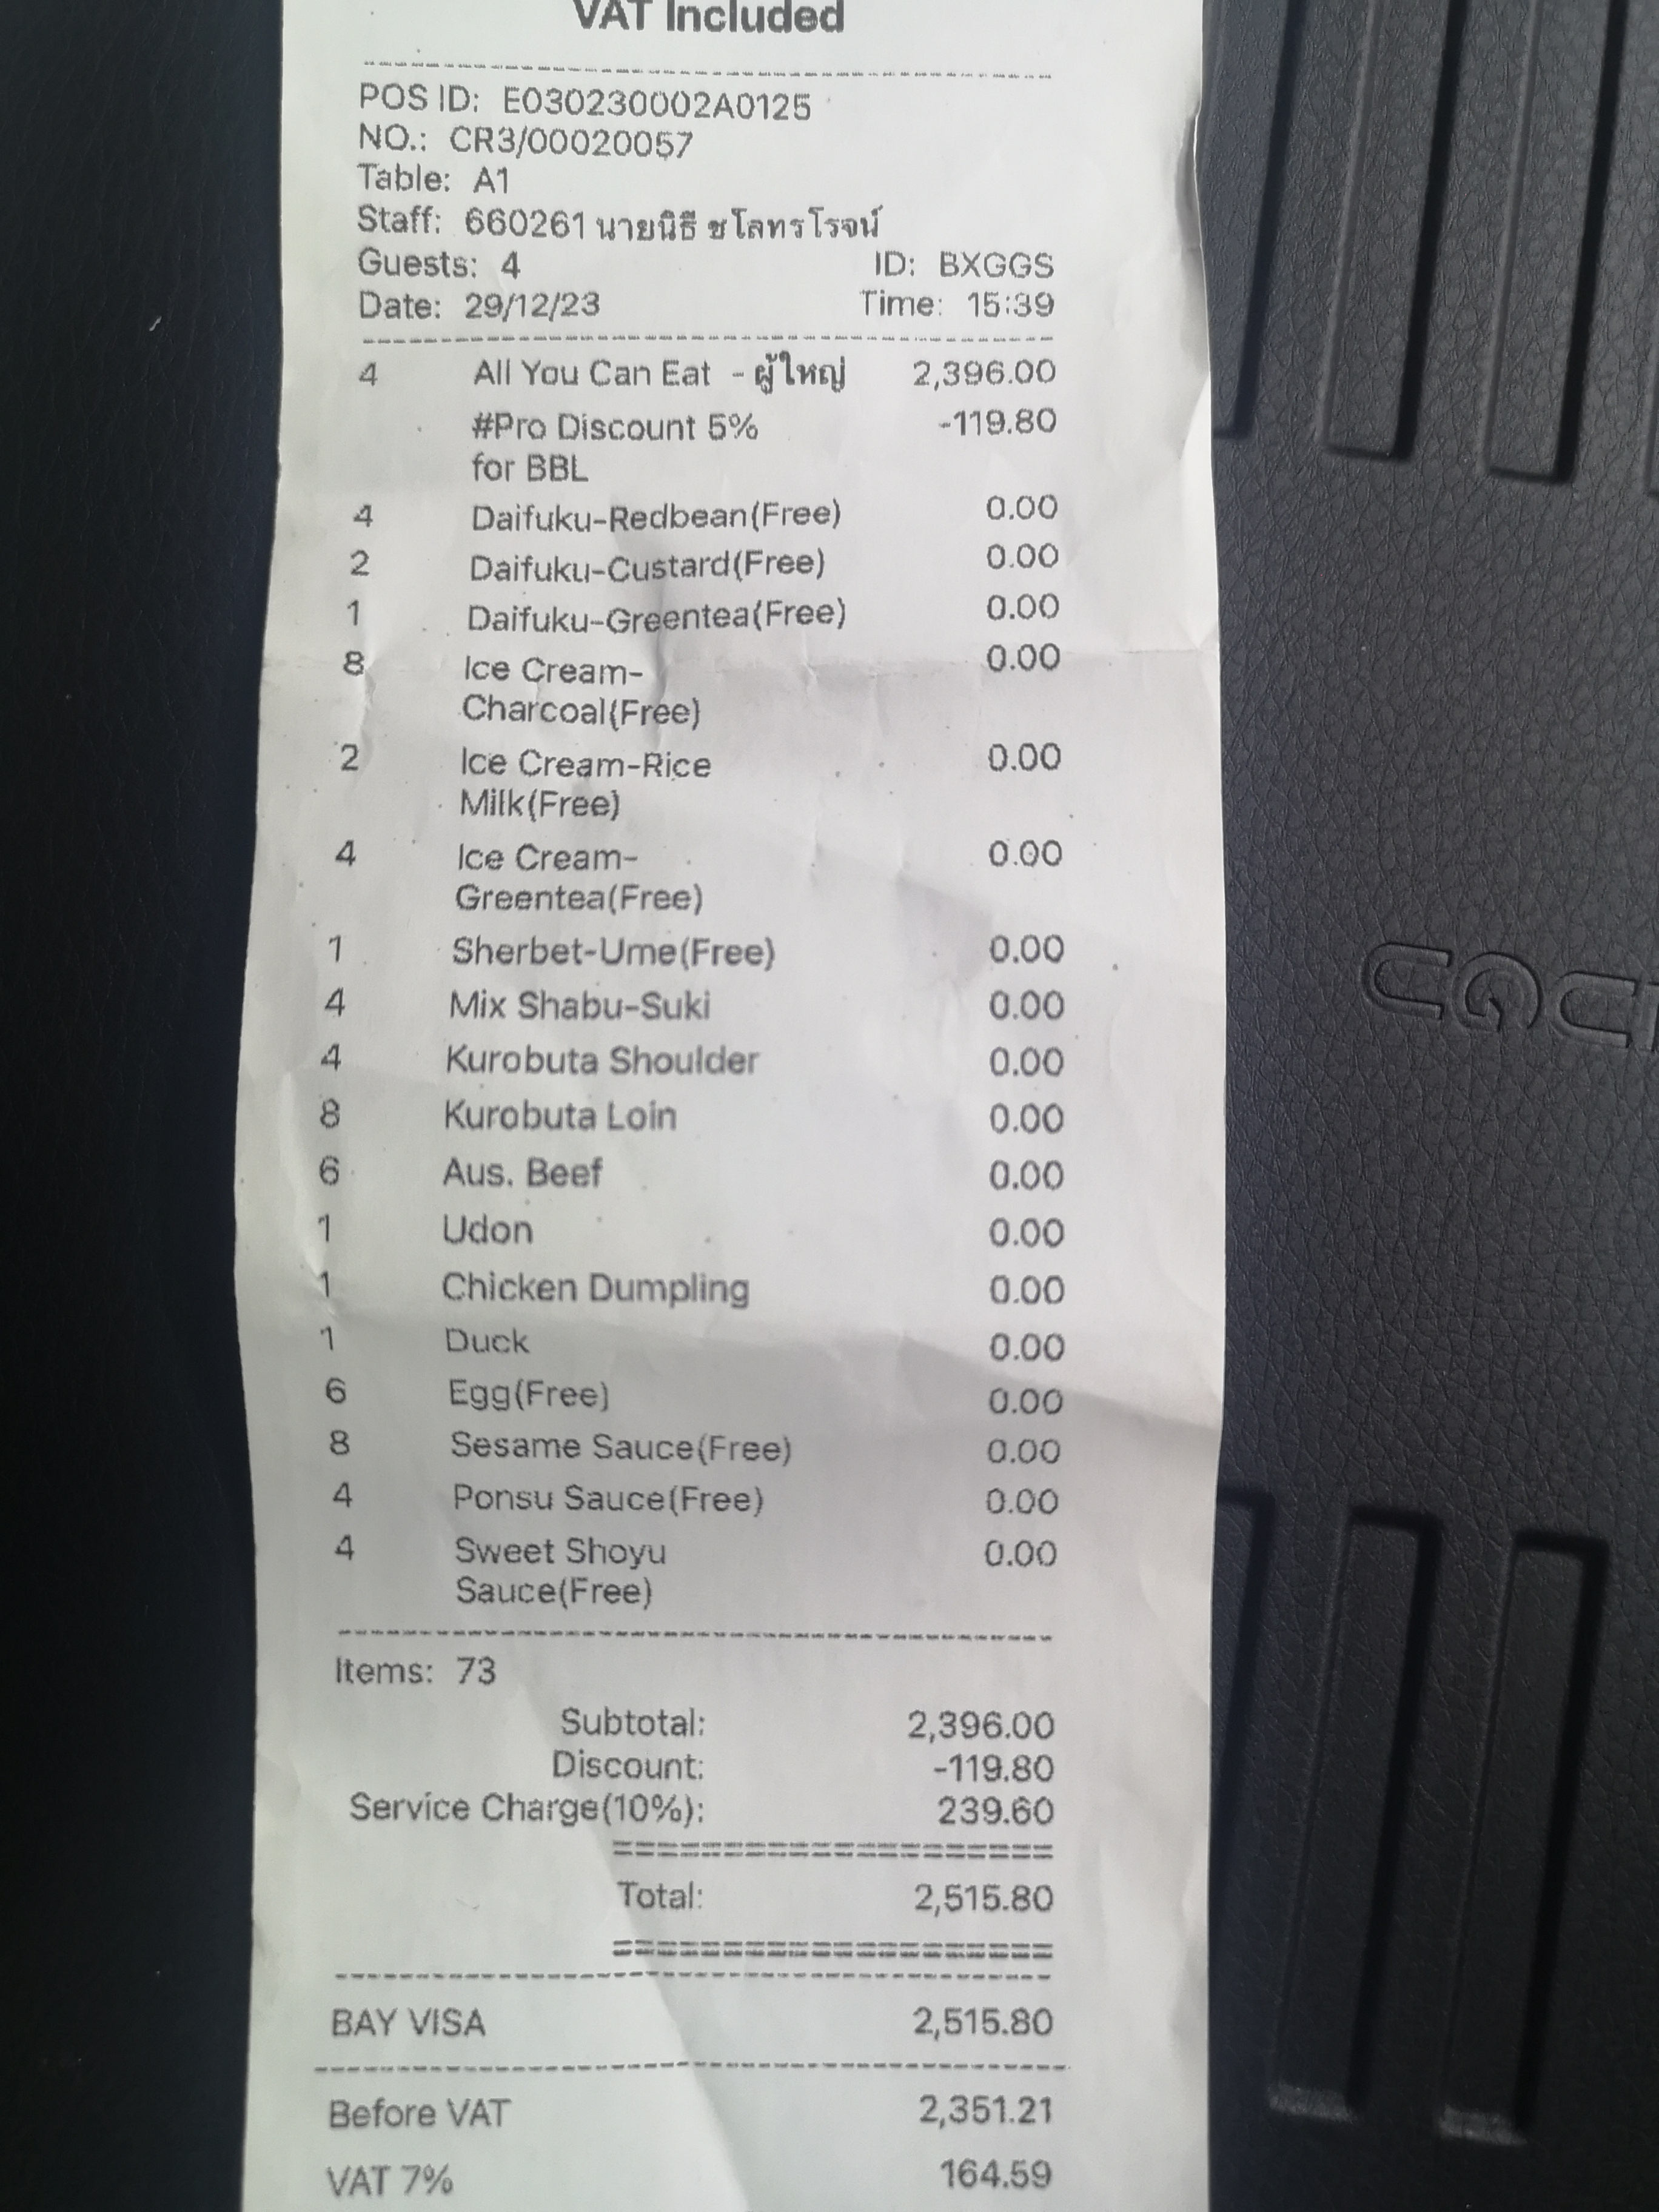 VAT Included
POS ID: E030230002A0125
NO.: CR3/00020057
Table: A1
Staff: 660261 นายนิธิ ชโลทรโรจน์
Guests: 4 ID: BXGGS
Date: 29/12/23 Time: 15:39
4 All You Can Eat - ผู้ใหญ่ 2,396.00
#Pro Discount 5% -119.80
for BBL
4 Daifuku-Redbean(Free) 0.00
2 Daifuku-Custard(Free) 0.00
1 Daifuku-Greentea(Free) 0.00
8 Ice Cream- 0.00
Charcoal(Free)
2 Ice Cream-Rice 0.00
Milk(Free)
4 Ice Cream- 0.00
Greentea(Free)
1 Sherbet-Ume(Free) 0.00
4 Mix Shabu-Suki 0.00
4 Kurobuta Shoulder 0.00
8 Kurobuta Loin 0.00
6 Aus. Beef 0.00
1 Udon 0.00
1 Chicken Dumpling 0.00
1 Duck 0.00
6 Egg(Free) 0.00
8 Sesame Sauce(Free) 0.00
4 Ponsu Sauce(Free) 0.00
4 Sweet Shoyu 0.00
Sauce(Free)
Items: 73
Subtotal: 2,396.00
Discount: -119.80
Service Charge(10%): 239.60
Total: 2,515.80
BAY VISA 2,515.80
Before VAT 2,351.21
VAT 7% 164.59